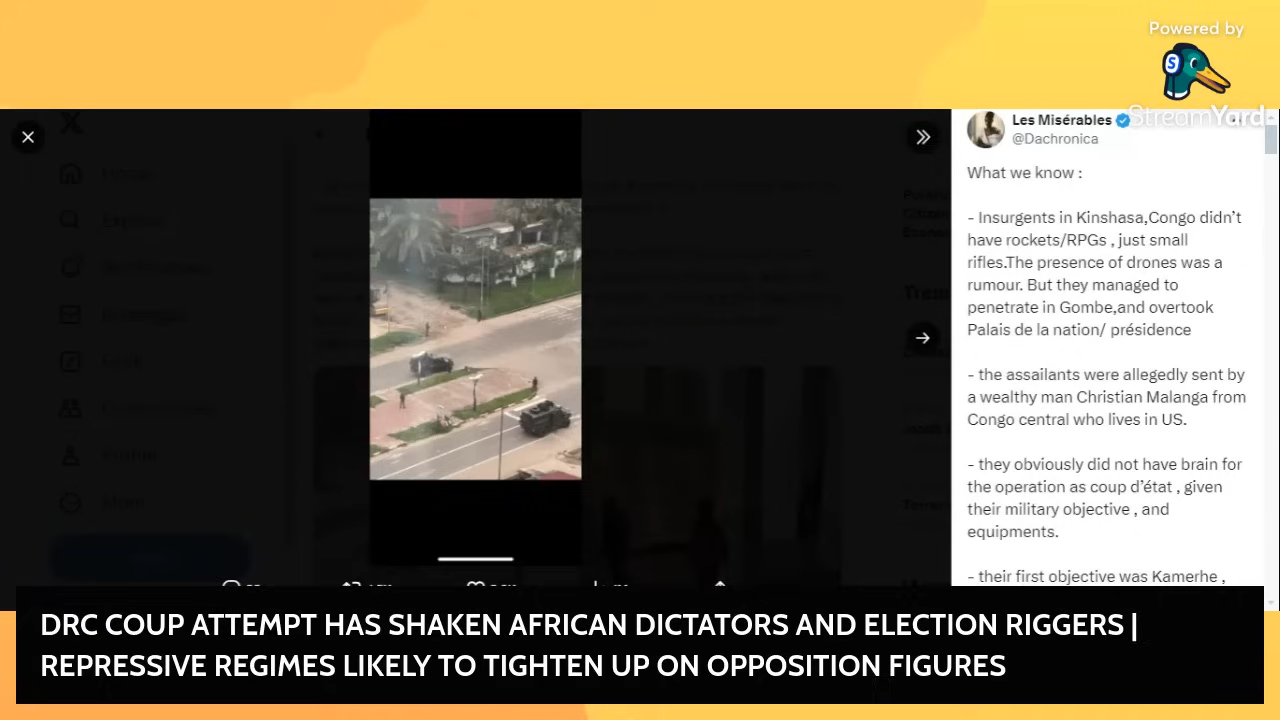 Powered by
S
StreamYard
Les Misérables
@Dachronica
What we know :
- Insurgents in Kinshasa,Congo didn't
have rockets/RPGs , just small
rifles.The presence of drones was a
rumour. But they managed to
penetrate in Gombe,and overtook
Palais de la nation/ présidence
- the assailants were allegedly sent by
a wealthy man Christian Malanga from
Congo central who lives in US.
- they obviously did not have brain for
the operation as coup d'état , given
their military objective , and
equipments.
- their first objective was Kamerhe ,
Home
DRC COUP ATTEMPT HAS SHAKEN AFRICAN DICTATORS AND ELECTION RIGGERS |
REPRESSIVE REGIMES LIKELY TO TIGHTEN UP ON OPPOSITION FIGURES